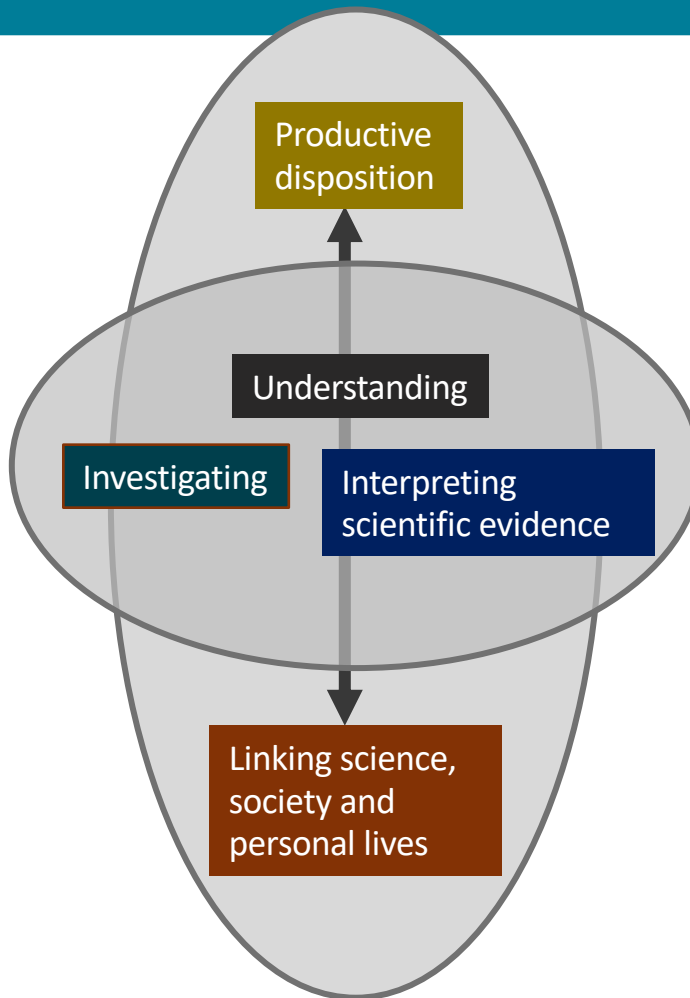 Productive
disposition
Understanding
Investigating
Interpreting
scientific evidence
Linking science,
society and
personal lives